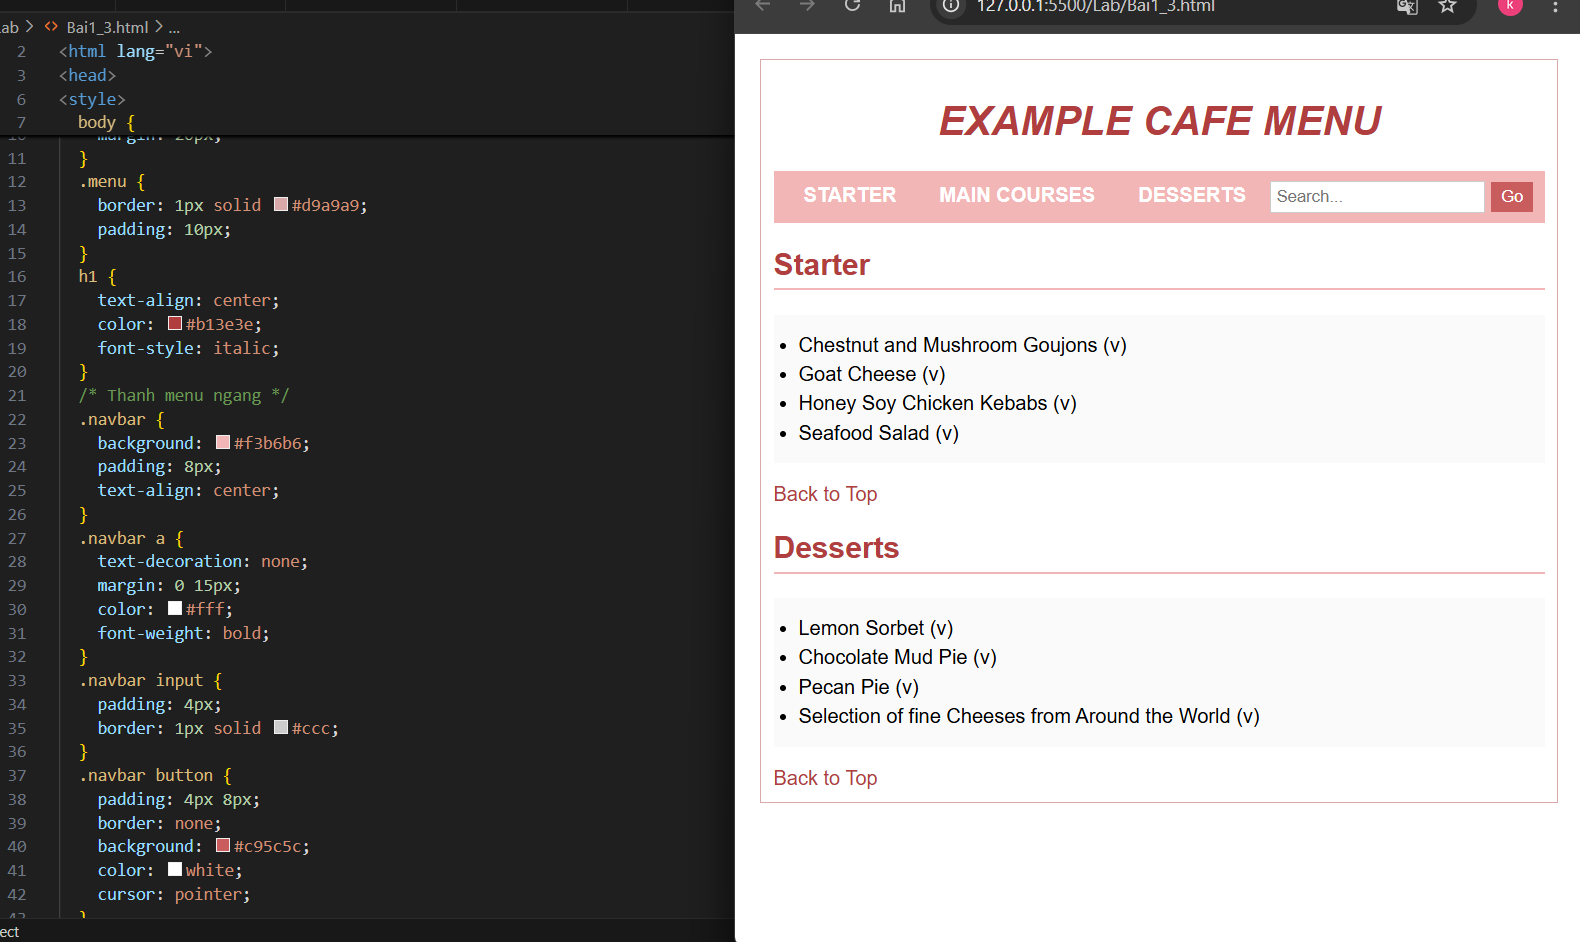 ab > <> Bai1_3.html > ...
2 <html lang="vi">
3 <head>
6 <style>
7 body {
10 margin: 20px;
11 }
12 .menu {
13 border: 1px solid #d9a9a9;
14 padding: 10px;
15 }
16 h1 {
17 text-align: center;
18 color: #b13e3e;
19 font-style: italic;
20 }
21 /* Thanh menu ngang */
22 .navbar {
23 background: #f3b6b6;
24 padding: 8px;
25 text-align: center;
26 }
27 .navbar a {
28 text-decoration: none;
29 margin: 0 15px;
30 color: #fff;
31 font-weight: bold;
32 }
33 .navbar input {
34 padding: 4px;
35 border: 1px solid #ccc;
36 }
37 .navbar button {
38 padding: 4px 8px;
39 border: none;
40 background: #c95c5c;
41 color: white;
42 cursor: pointer;
43 }
ect
127.0.0.1:5500/Lab/Bai1_3.html
k
EXAMPLE CAFE MENU
STARTER MAIN COURSES DESSERTS Search... Go
Starter
• Chestnut and Mushroom Goujons (v)
• Goat Cheese (v)
• Honey Soy Chicken Kebabs (v)
• Seafood Salad (v)
Back to Top
Desserts
• Lemon Sorbet (v)
• Chocolate Mud Pie (v)
• Pecan Pie (v)
• Selection of fine Cheeses from Around the World (v)
Back to Top